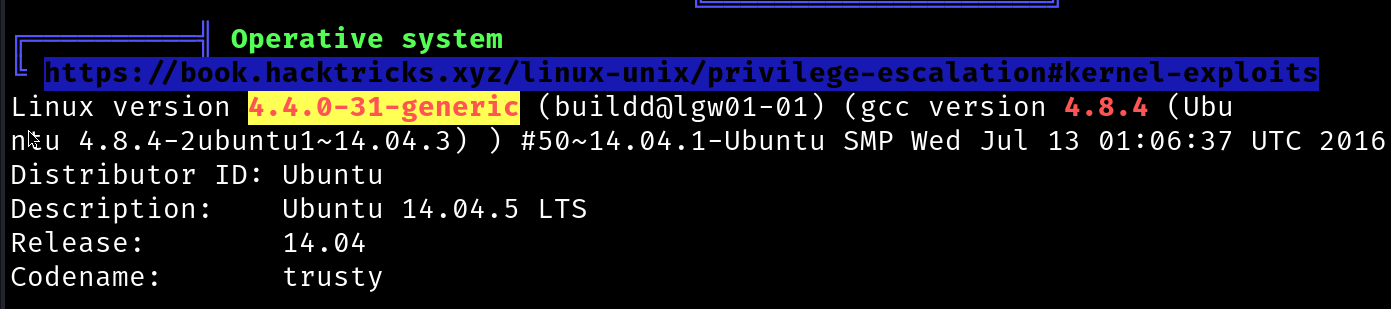 Operative system
https://book.hacktricks.xyz/linux-unix/privilege-escalation#kernel-exploits
Linux version 4.4.0-31-generic (buildd@lgw01-01) (gcc version 4.8.4 (Ubu
ntu 4.8.4-2ubuntu1~14.04.3) ) #50~14.04.1-Ubuntu SMP Wed Jul 13 01:06:37 UTC 2016
Distributor ID: Ubuntu
Description:    Ubuntu 14.04.5 LTS
Release:        14.04
Codename:       trusty